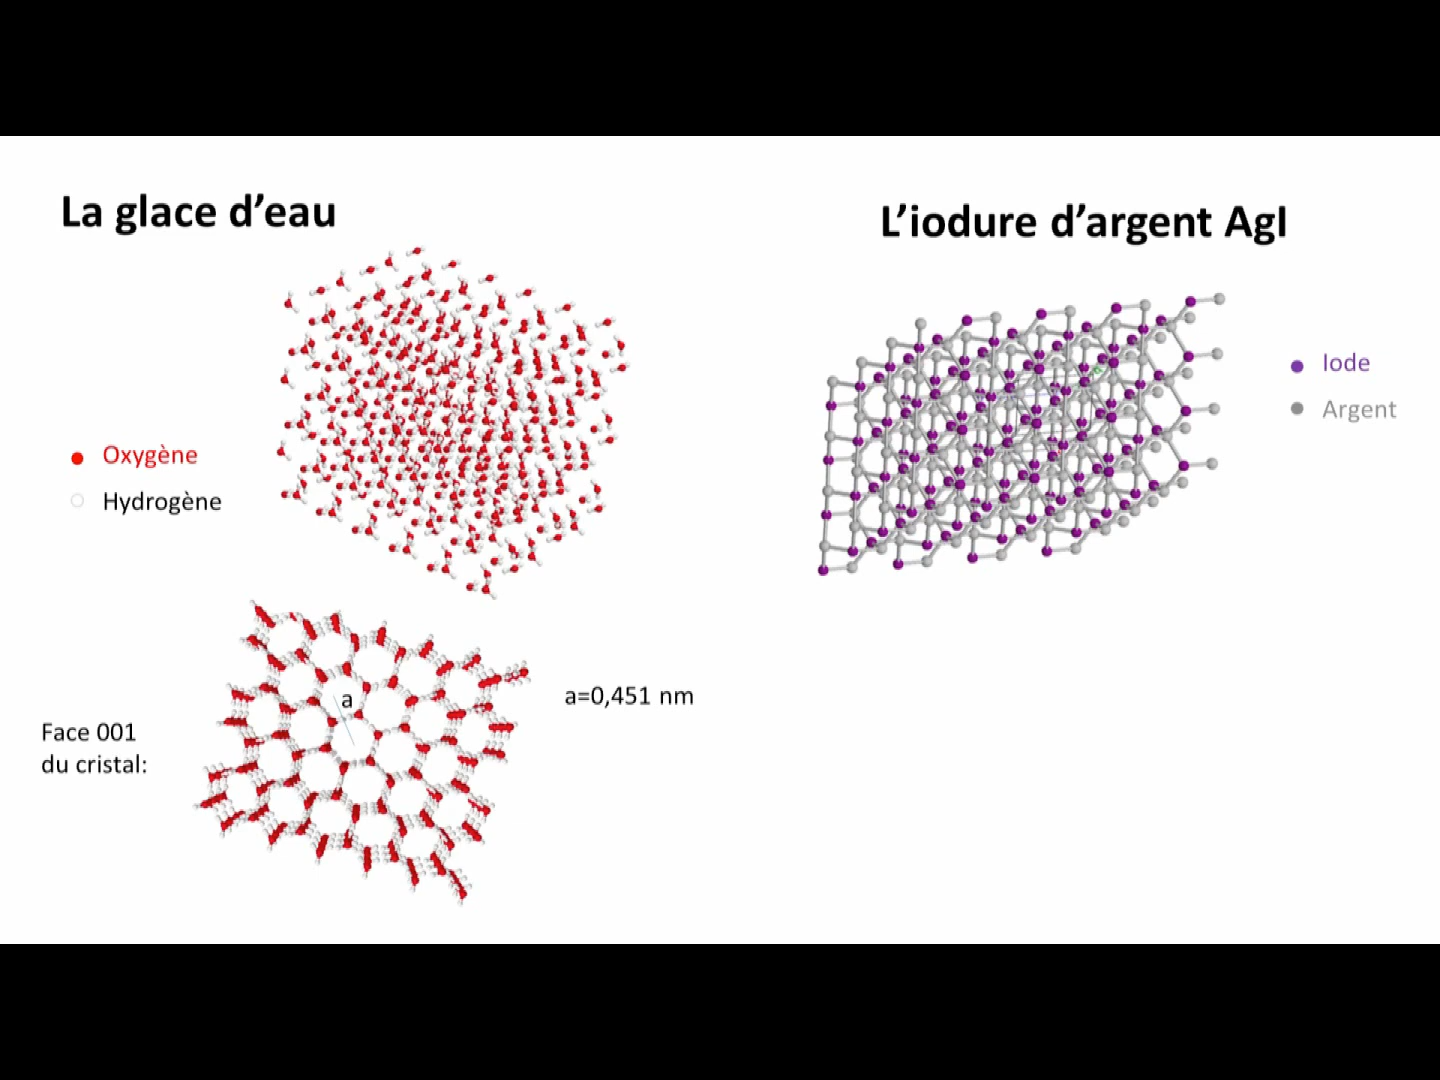 La glace d’eau
L’iodure d’argent AgI
Iode
Argent
Oxygène
Hydrogène
a
a=0,451 nm
Face 001
du cristal: